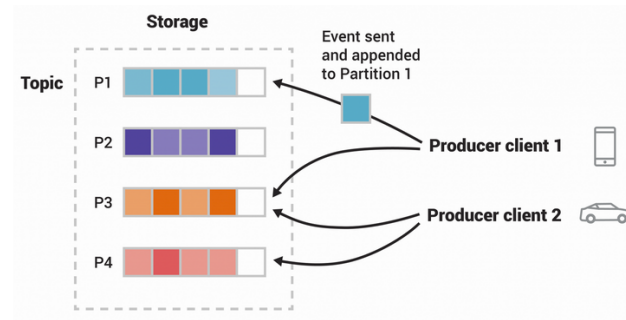 Storage
Event sent
and appended
to Partition 1
Topic
P1
P2
Producer client 1
P3
Producer client 2
P4